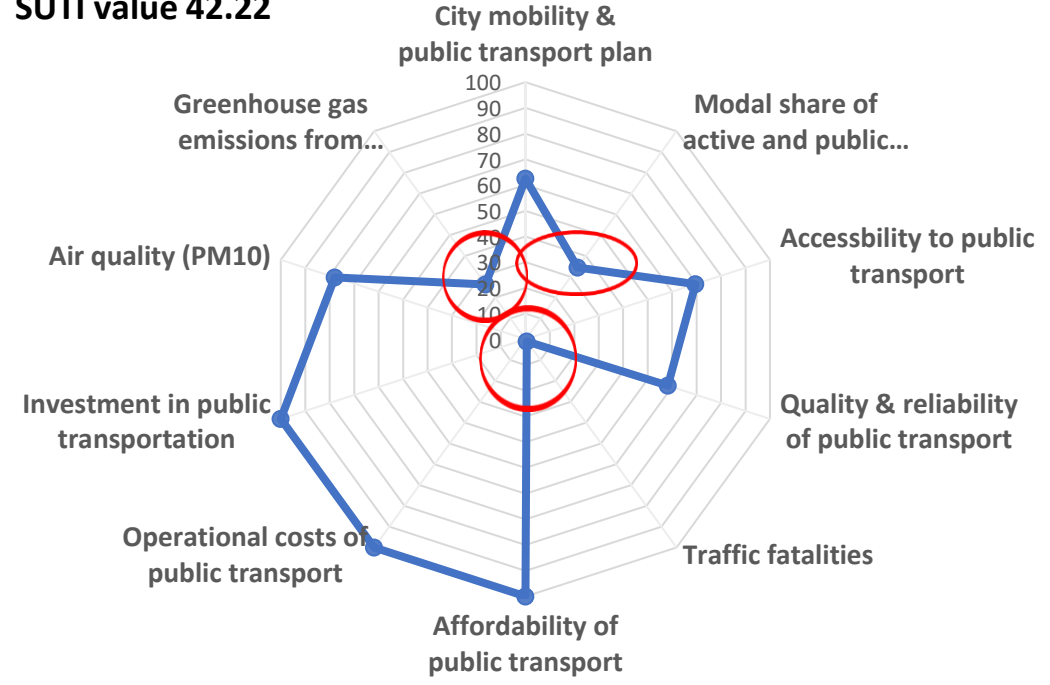 SUTI value 42.22
City mobility &
public transport plan
Modal share of
active and public...
Accessbility to public
transport
Quality & reliability
of public transport
Traffic fatalities
Affordability of
public transport
Operational costs of
public transport
Investment in public
transportation
Air quality (PM10)
Greenhouse gas
emissions from...
100
90
80
70
60
50
40
30
20
10
0